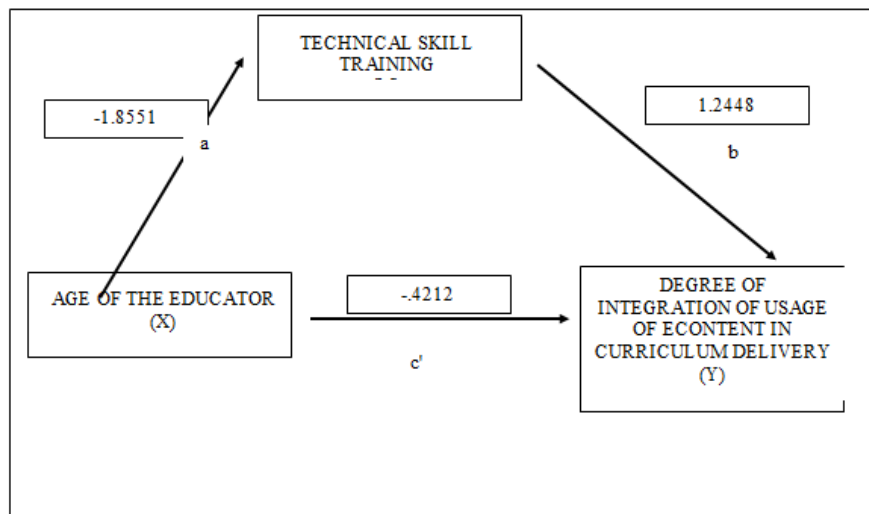 TECHNICAL SKILL
TRAINING
-1.8551
1.2448
a
b
AGE OF THE EDUCATOR
(X)
-.4212
c'
DEGREE OF
INTEGRATION OF USAGE
OF ECONTENT IN
CURRICULUM DELIVERY
(Y)